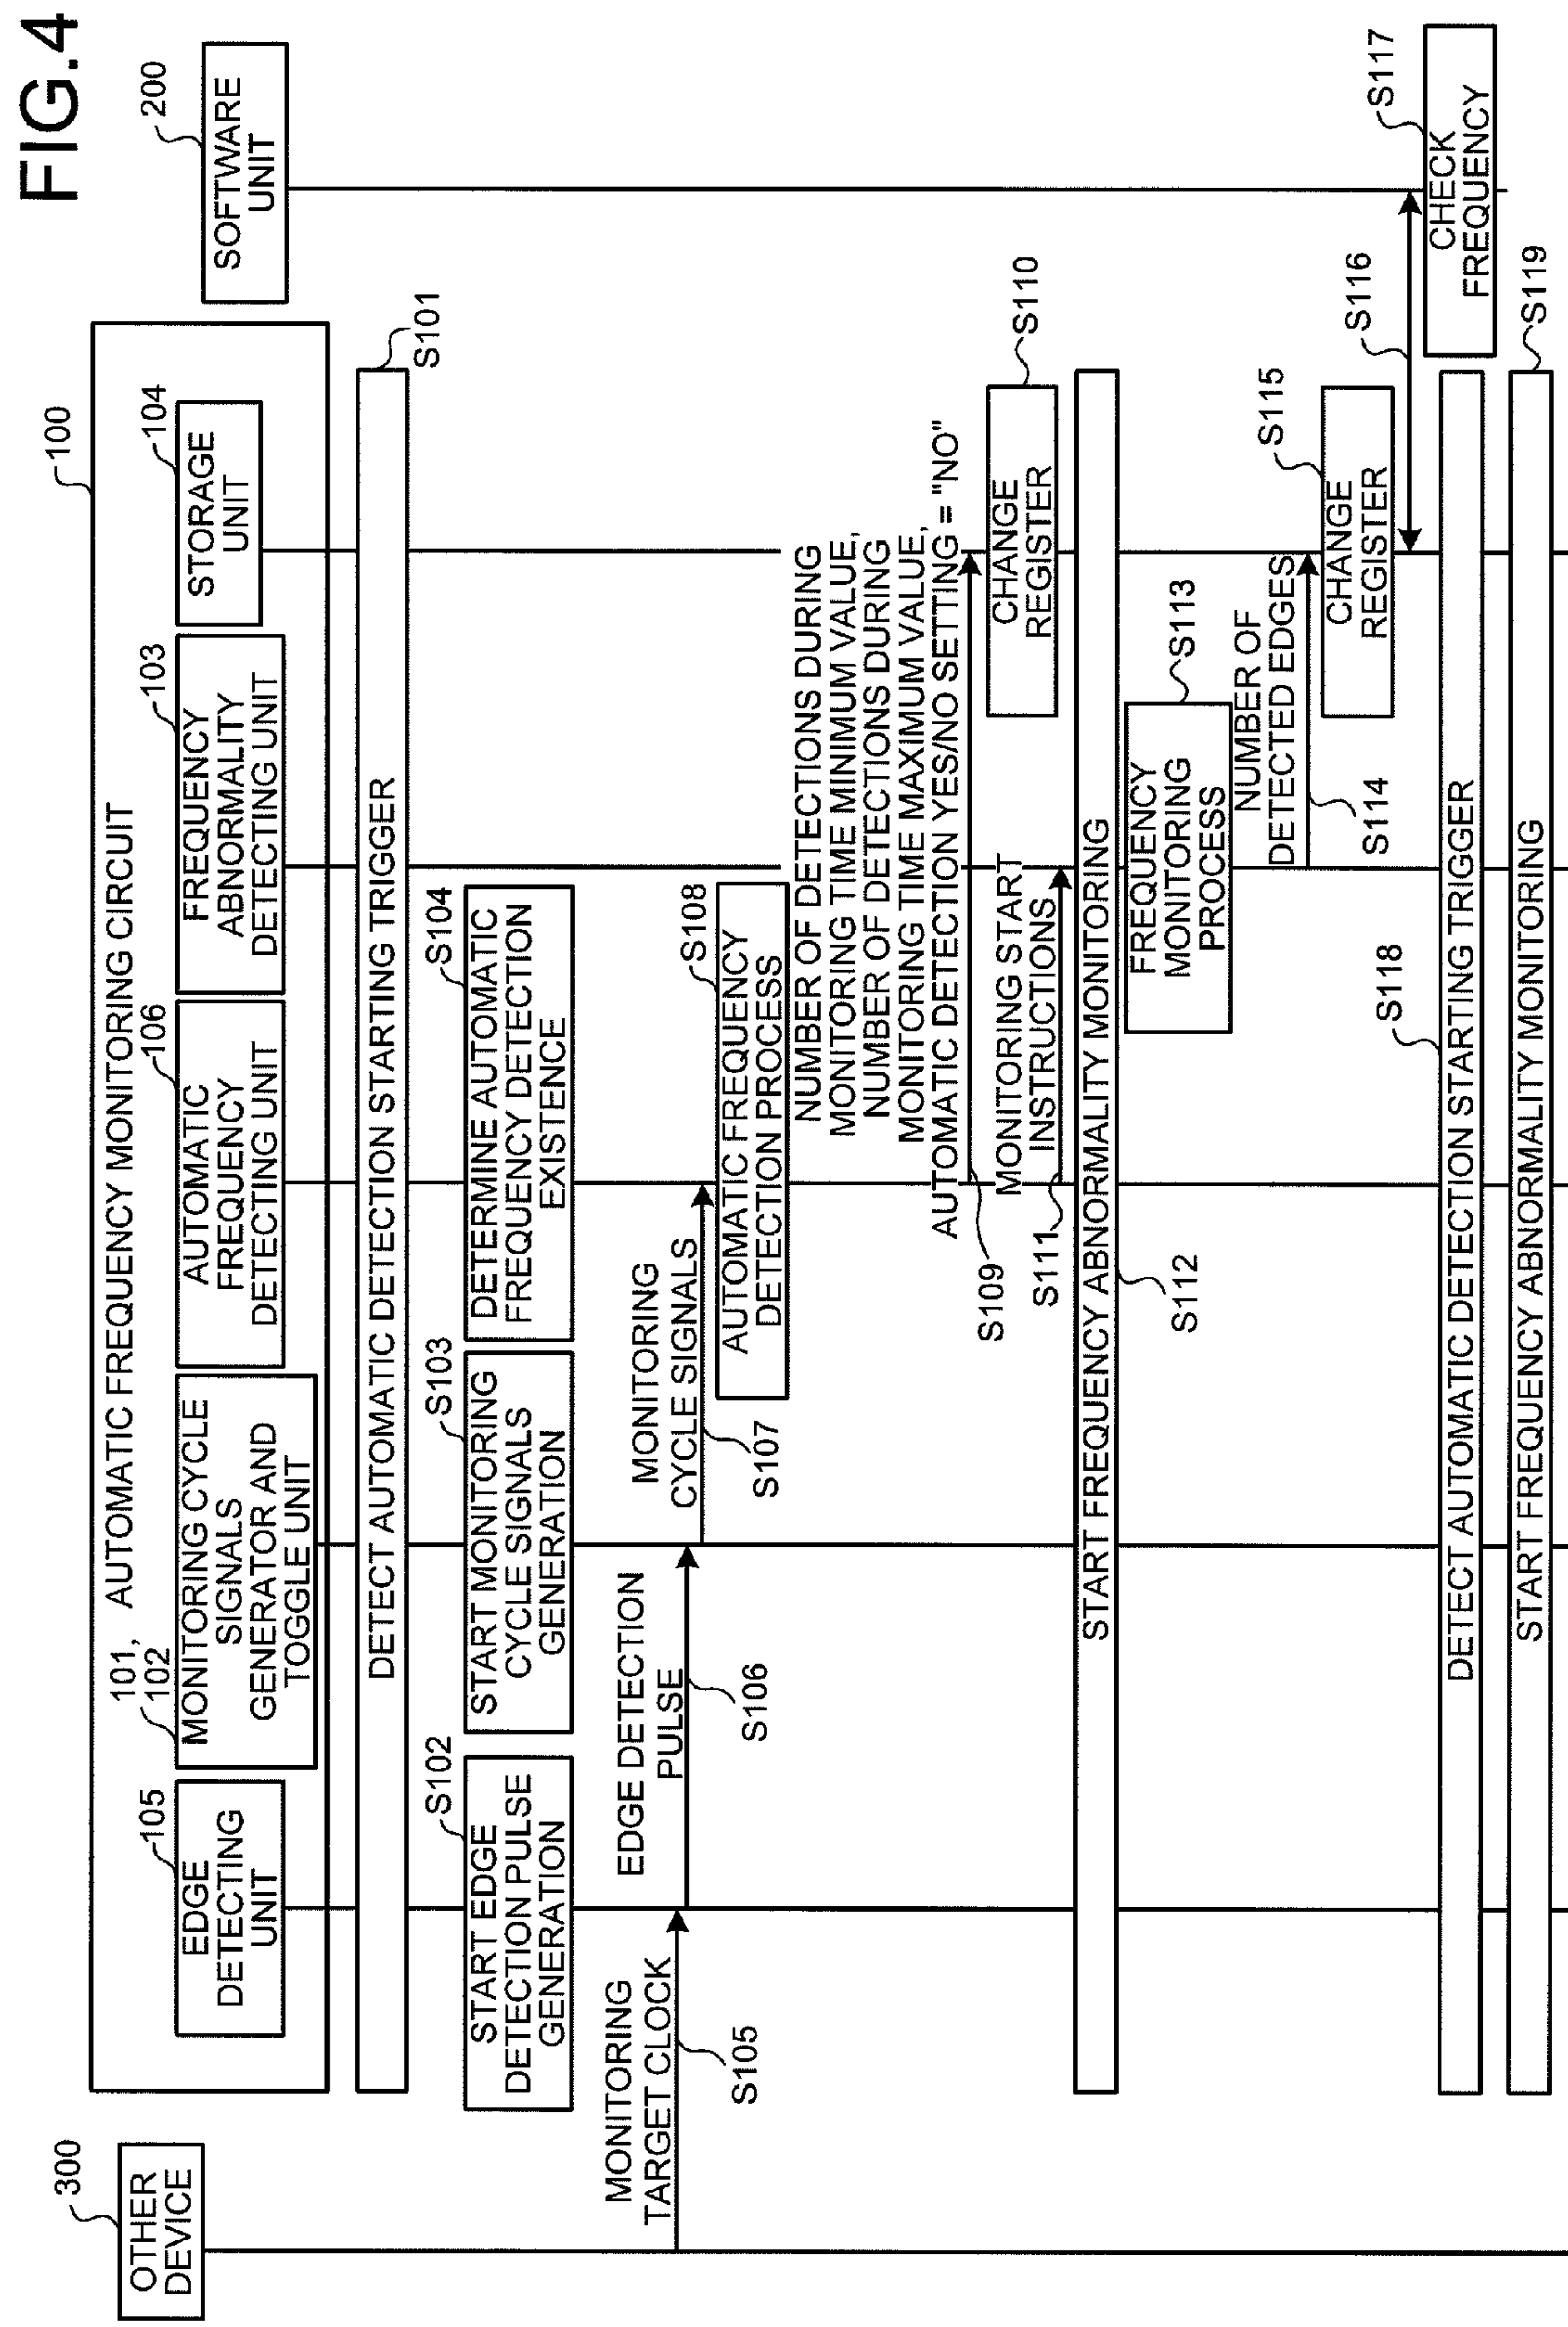 FIG.4
300
OTHER
DEVICE
100
AUTOMATIC FREQUENCY MONITORING CIRCUIT
105
EDGE
DETECTING
UNIT
101,
102
MONITORING CYCLE
SIGNALS
GENERATOR AND
TOGGLE UNIT
106
AUTOMATIC
FREQUENCY
DETECTING UNIT
103
FREQUENCY
ABNORMALITY
DETECTING UNIT
104
STORAGE
UNIT
200
SOFTWARE
UNIT
DETECT AUTOMATIC DETECTION STARTING TRIGGER
S101
S102
START EDGE
DETECTION PULSE
GENERATION
S103
START MONITORING
CYCLE SIGNALS
GENERATION
S104
DETERMINE AUTOMATIC
FREQUENCY DETECTION
EXISTENCE
MONITORING
TARGET CLOCK
S105
EDGE DETECTION
PULSE
S106
MONITORING
CYCLE SIGNALS
S107
S108
AUTOMATIC FREQUENCY
DETECTION PROCESS
NUMBER OF DETECTIONS DURING
MONITORING TIME MINIMUM VALUE,
NUMBER OF DETECTIONS DURING
MONITORING TIME MAXIMUM VALUE,
AUTOMATIC DETECTION YES/NO SETTING = "NO"
S109
S110
CHANGE
REGISTER
MONITORING START
INSTRUCTIONS
S111
START FREQUENCY ABNORMALITY MONITORING
S112
S113
FREQUENCY
MONITORING
PROCESS
NUMBER OF
DETECTED EDGES
S114
S115
CHANGE
REGISTER
S116
S117
CHECK
FREQUENCY
S118
DETECT AUTOMATIC DETECTION STARTING TRIGGER
S119
START FREQUENCY ABNORMALITY MONITORING